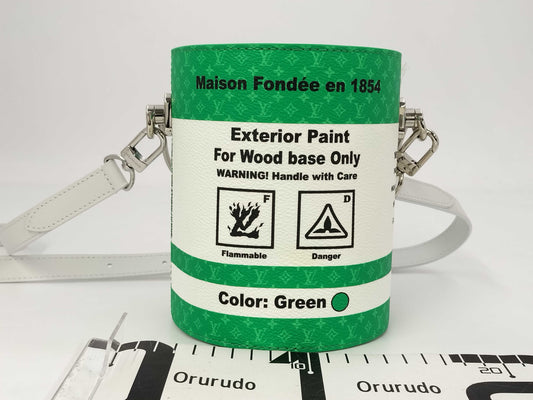 Maison Fondée en 1854
Exterior Paint
For Wood base Only
WARNING! Handle with Care
F
D
Flammable
Danger
Color: Green
10
20
Orurudo
Orurudo